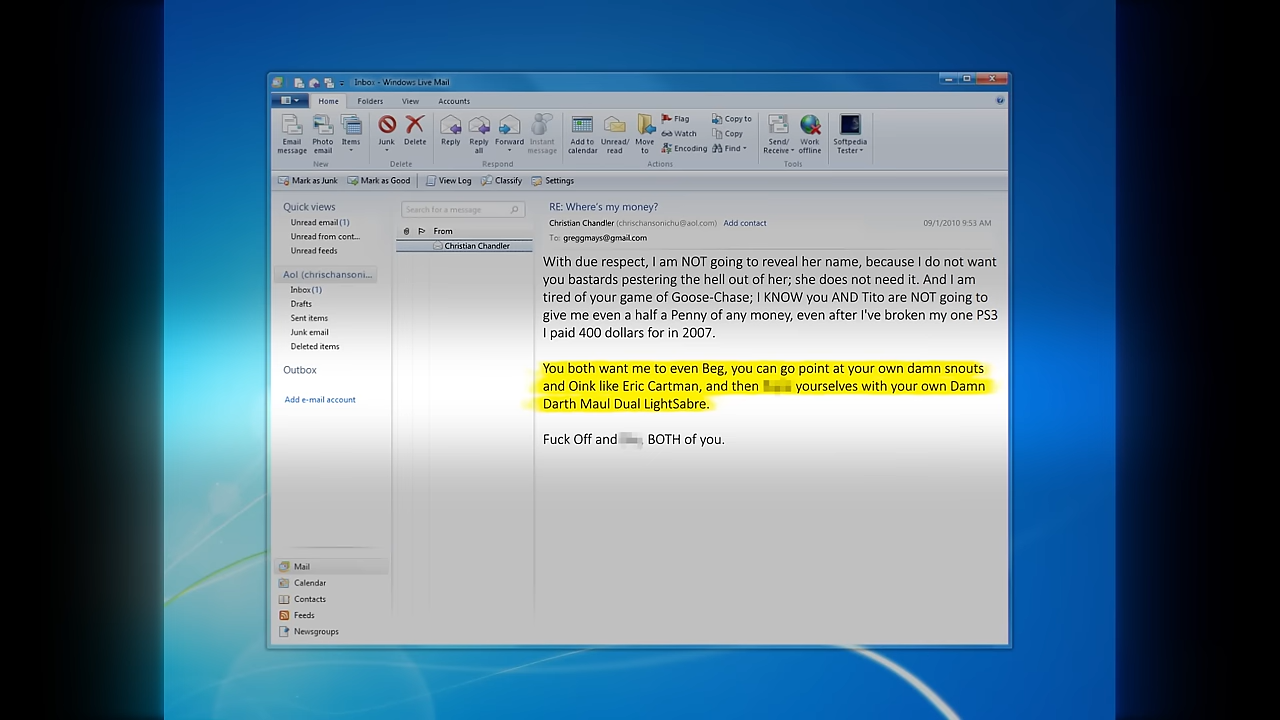 Inbox - Windows Live Mail
Home Folders View Accounts
Email message
Photo email
Items
New
Junk
Delete
Delete
Reply
Reply all
Forward
Instant message
Respond
Add to calendar
Unread/ read
Move to
Flag
Watch
Encoding
Copy to
Copy
Find
Actions
Send/ Receive
Work offline
Tools
Softpedia Tester
Mark as Junk Mark as Good View Log Classify Settings
Quick views
Unread email (1)
Unread from cont...
Unread feeds
Aol (chrischansoni...
Inbox (1)
Drafts
Sent items
Junk email
Deleted items
Outbox
Add e-mail account
Mail
Calendar
Contacts
Feeds
Newsgroups
Search for a message
From
Christian Chandler
RE: Where's my money?
Christian Chandler (chrischansonichu@aol.com) Add contact 09/1/2010 9:53 AM
To: greggmays@gmail.com
With due respect, I am NOT going to reveal her name, because I do not want
you bastards pestering the hell out of her; she does not need it. And I am
tired of your game of Goose-Chase; I KNOW you AND Tito are NOT going to
give me even a half a Penny of any money, even after I've broken my one PS3
I paid 400 dollars for in 2007.
You both want me to even Beg, you can go point at your own damn snouts
and Oink like Eric Cartman, and then yourselves with your own Damn
Darth Maul Dual LightSabre.
Fuck Off and , BOTH of you.